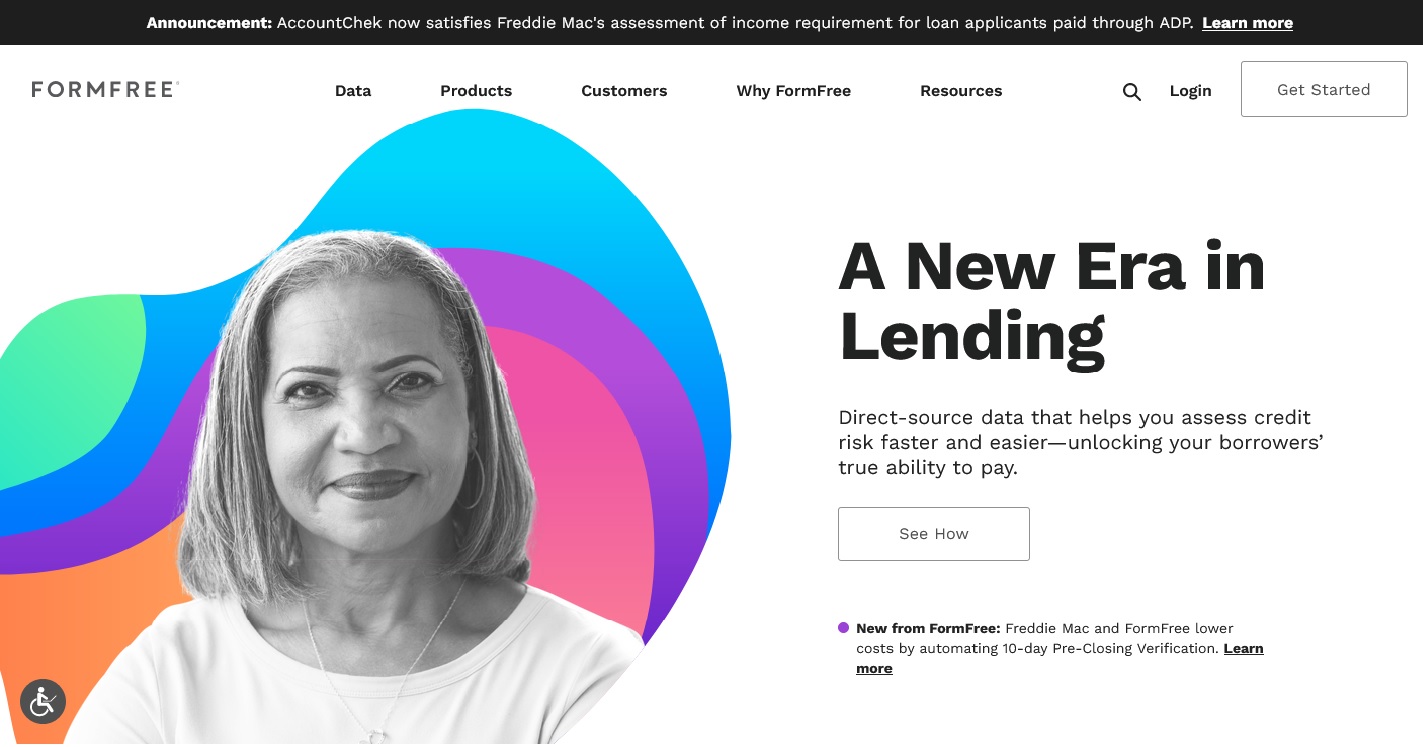 Announcement: AccountChek now satisfies Freddie Mac's assessment of income requirement for loan applicants paid through ADP. Learn more
FORMFREE
Data Products Customers Why FormFree Resources Login Get Started
A New Era in
Lending
Direct-source data that helps you assess credit
risk faster and easier—unlocking your borrowers’
true ability to pay.
See How
New from FormFree: Freddie Mac and FormFree lower
costs by automating 10-day Pre-Closing Verification. Learn
more